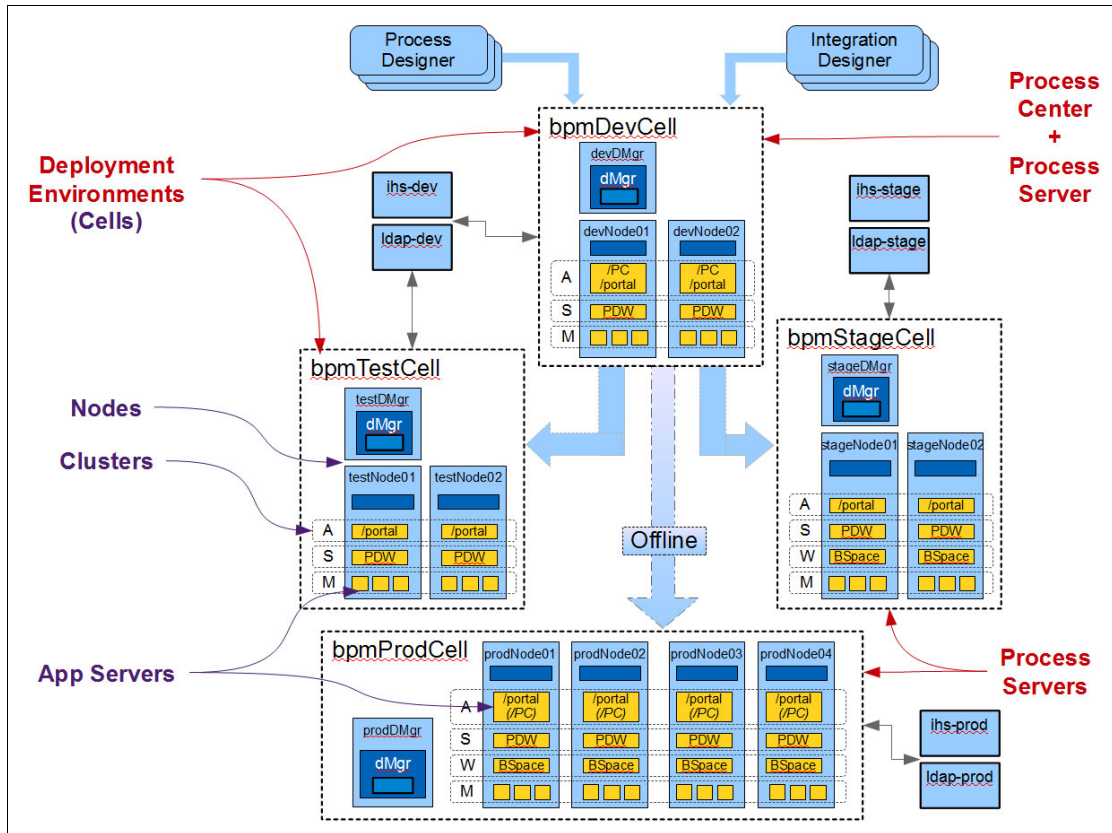 Process
Designer
Integration
Designer
Process
Center
+
Process
Server
bpmDevCell
Deployment
Environments
(Cells)
devDMgr
dMgr
ihs-dev
ldap-dev
ihs-stage
ldap-stage
devNode01
devNode02
A
/PC
/portal
/PC
/portal
S
PDW
PDW
M
bpmTestCell
testDMgr
dMgr
bpmStageCell
stageDMgr
dMgr
Nodes
Clusters
testNode01
testNode02
A
/portal
/portal
S
PDW
PDW
M
stageNode01
stageNode02
A
/portal
/portal
S
PDW
PDW
W
BSpace
BSpace
M
Offline
App Servers
Process
Servers
bpmProdCell
prodDMgr
dMgr
prodNode01
prodNode02
prodNode03
prodNode04
A
/portal
(/PC)
/portal
(/PC)
/portal
(/PC)
/portal
(/PC)
S
PDW
PDW
PDW
PDW
W
BSpace
BSpace
BSpace
BSpace
M
ihs-prod
ldap-prod